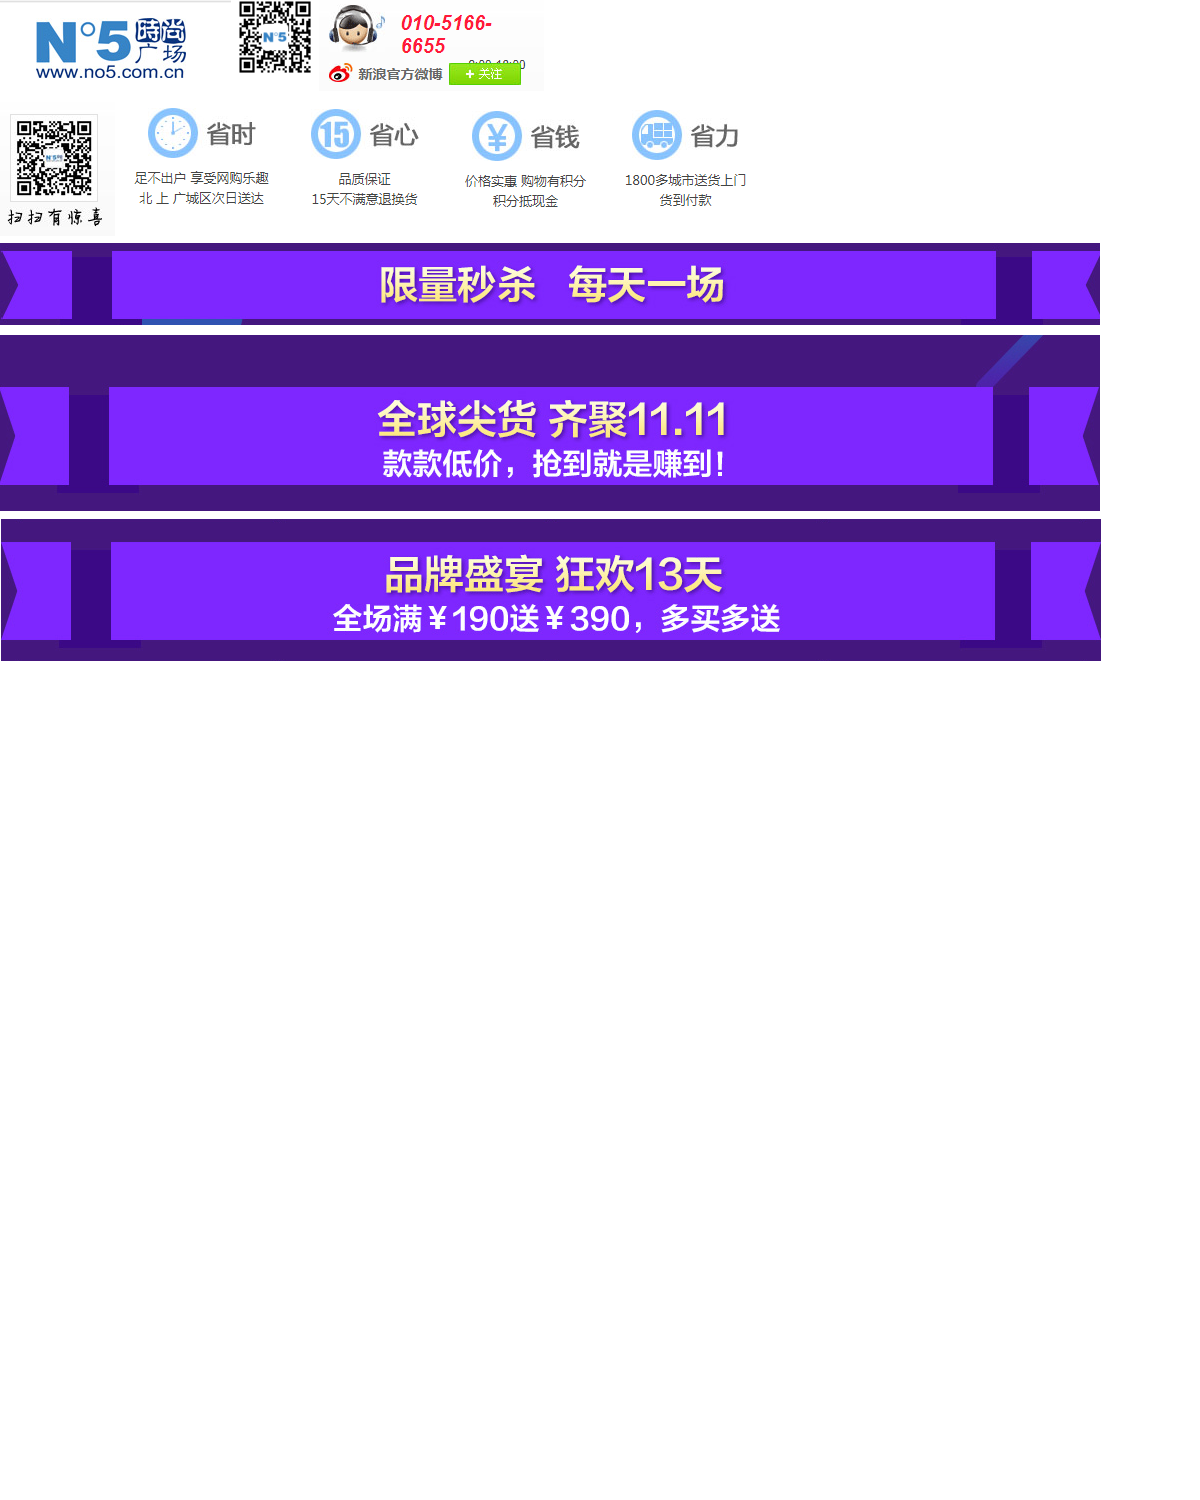 N°5 時尚广场
www.no5.com.cn
N°5
010-5166-
6655
新浪官方微博
+ 关注
扫扫有惊喜
省时
足不出户 享受网购乐趣
北 上 广城区次日送达
15
省心
品质保证
15天不满意退换货
¥
省钱
价格实惠 购物有积分
积分抵现金
省力
1800多城市送货上门
货到付款
限量秒杀 每天一场
全球尖货 齐聚11.11
款款低价，抢到就是赚到！
品牌盛宴 狂欢13天
全场满¥190送¥390，多买多送